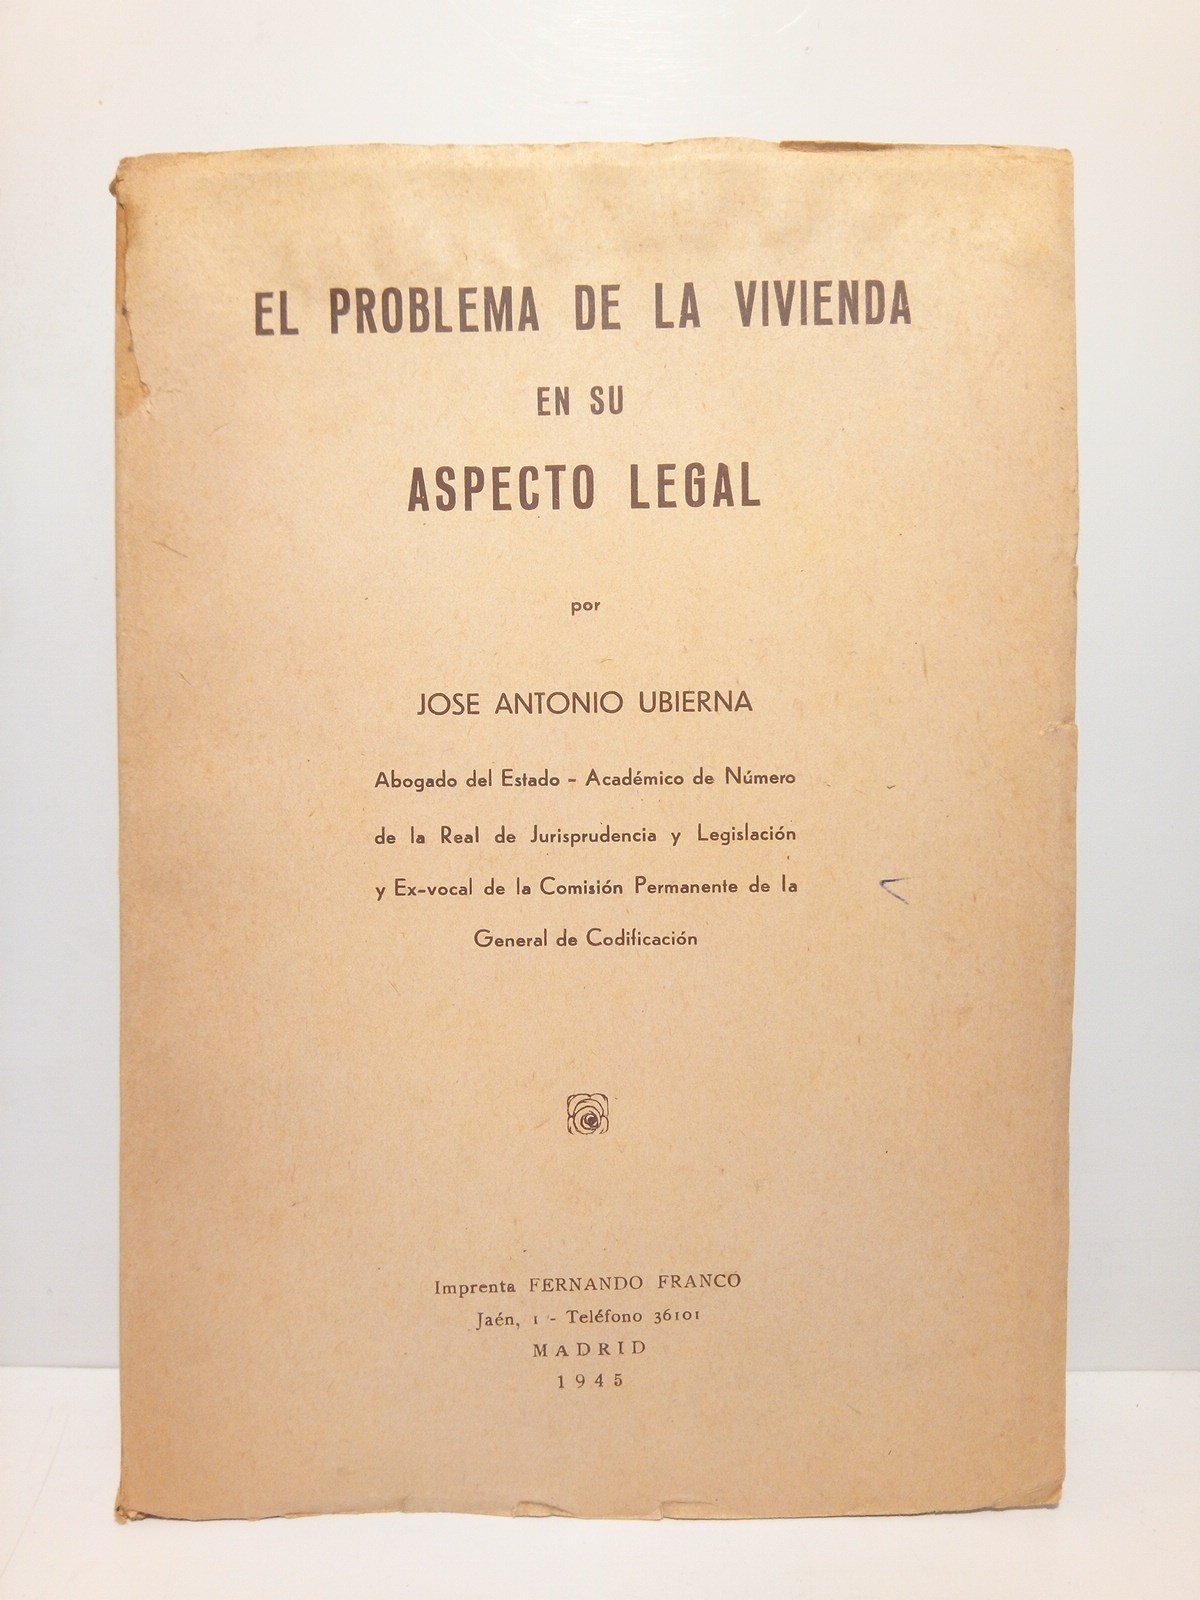 EL PROBLEMA DE LA VIVIENDA
EN SU
ASPECTO LEGAL
por
JOSE ANTONIO UBIERNA
Abogado del Estado - Académico de Número
de la Real de Jurisprudencia y Legislación
y Ex-vocal de la Comisión Permanente de la
General de Codificación
Imprenta FERNANDO FRANCO
Jaén, 1 - Teléfono 36101
MADRID
1945